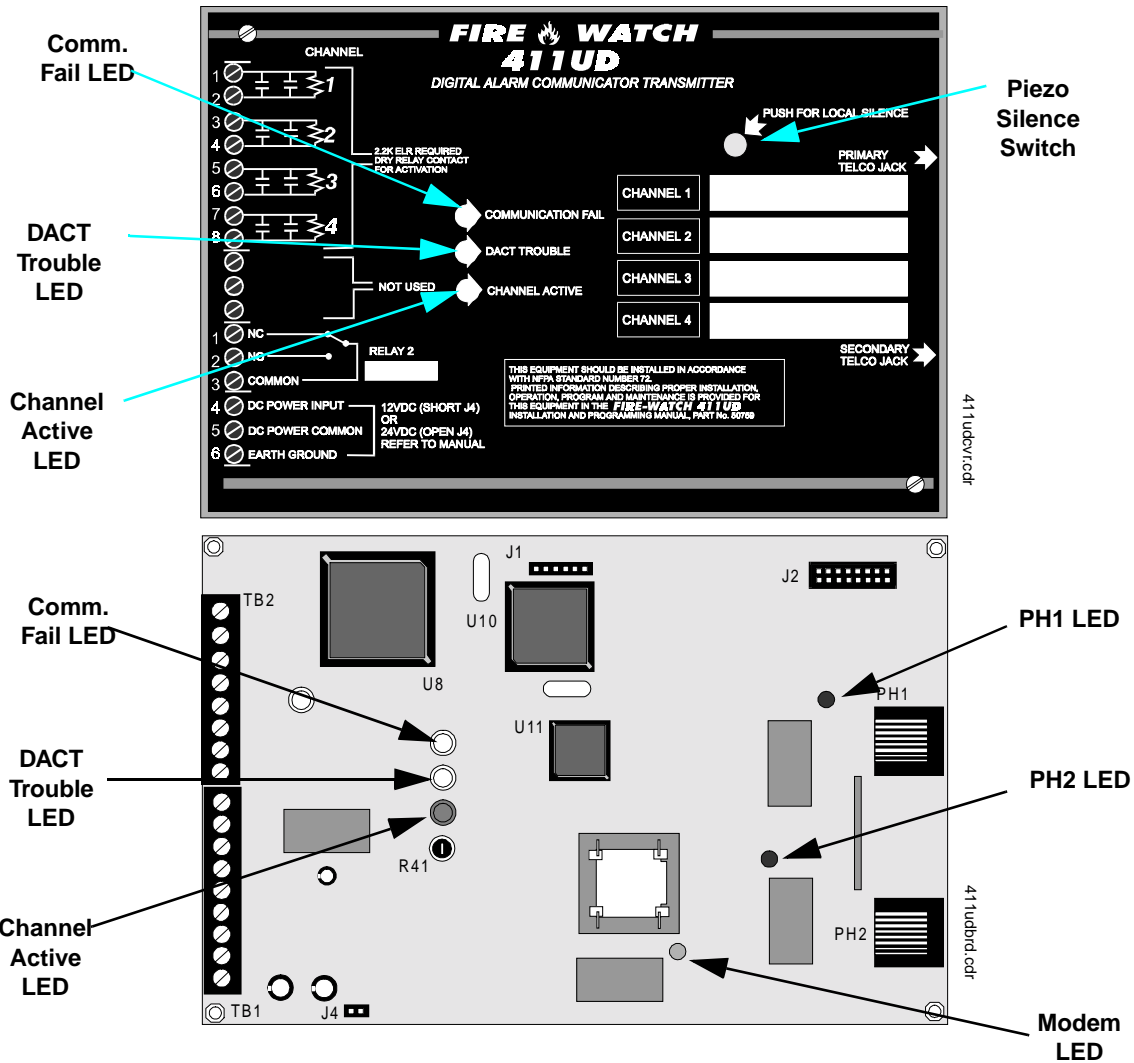 Comm.
Fail LED
DACT
Trouble
LED
Channel
Active
LED
FIRE WATCH
411UD
DIGITAL ALARM COMMUNICATOR TRANSMITTER
CHANNEL
1
2
3
4
5
6
7
8
1
2
3
4
2.2K ELR REQUIRED
DRY RELAY CONTACT
FOR ACTIVATION
NOT USED
1 NC
2 NO
3 COMMON
RELAY 2
4 DC POWER INPUT
5 DC POWER COMMON
6 EARTH GROUND
12VDC (SHORT J4)
OR
24VDC (OPEN J4)
REFER TO MANUAL
COMMUNICATION FAIL
DACT TROUBLE
CHANNEL ACTIVE
PUSH FOR LOCAL SILENCE
PRIMARY
TELCO JACK
CHANNEL 1
CHANNEL 2
CHANNEL 3
CHANNEL 4
SECONDARY
TELCO JACK
THIS EQUIPMENT SHOULD BE INSTALLED IN ACCORDANCE
WITH NFPA STANDARD NUMBER 72.
PRINTED INFORMATION DESCRIBING PROPER INSTALLATION,
OPERATION, PROGRAM AND MAINTENANCE IS PROVIDED FOR
THIS EQUIPMENT IN THE FIRE-WATCH 411UD
INSTALLATION AND PROGRAMMING MANUAL, PART No. 50759
Piezo
Silence
Switch
411udcvr.cdr
Comm.
Fail LED
DACT
Trouble
LED
Channel
Active
LED
TB2
U8
J1
U10
U11
J2
R41
TB1
J4
PH1
PH2
PH1 LED
PH2 LED
Modem
LED
411udbrd.cdr